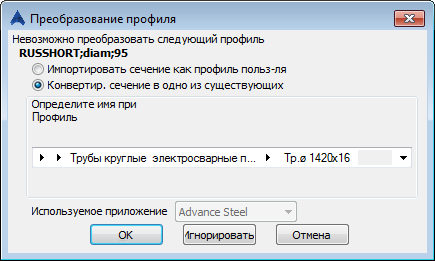 Преобразование профиля
Невозможно преобразовать следующий профиль
RUSSHORT;diam;95
Импортировать сечение как профиль польз-ля
Конвертир. сечение в одно из существующих
Определите имя при
Профиль
Трубы круглые электросварные п... Тр.ø 1420x16
Используемое приложение Advance Steel
OK Игнорировать Отмена